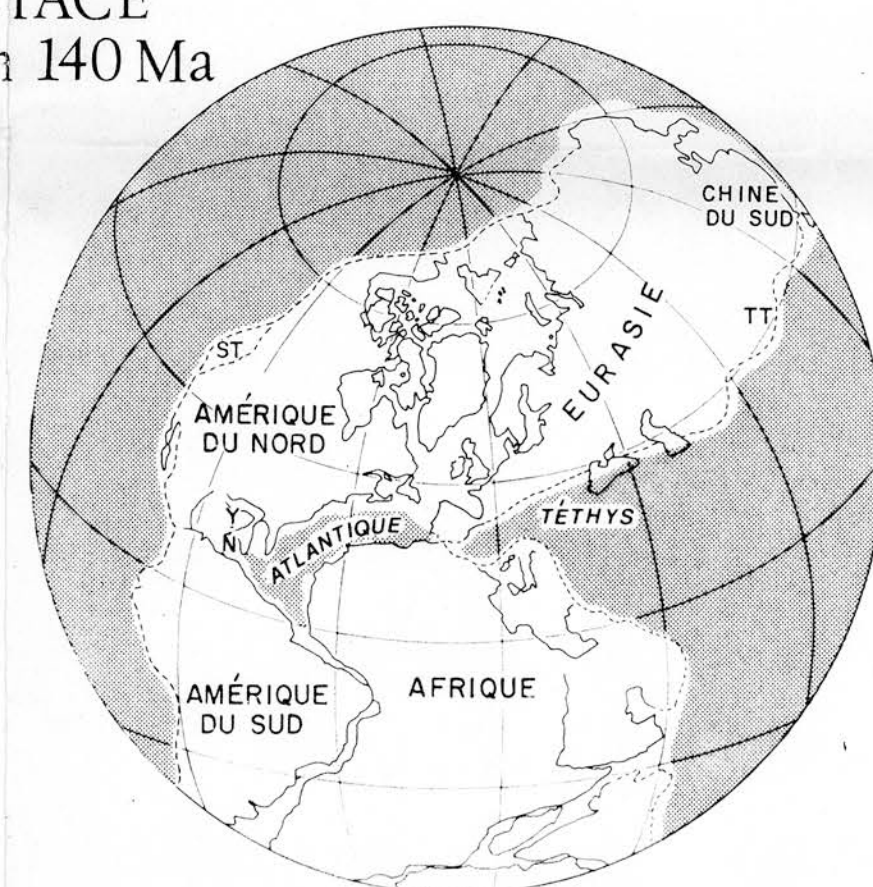 140 Ma
CHINE
DU SUD
TT
EURASIE
ST
AMÉRIQUE
DU NORD
Y
N
ATLANTIQUE
TÉTHYS
AMÉRIQUE
DU SUD
AFRIQUE